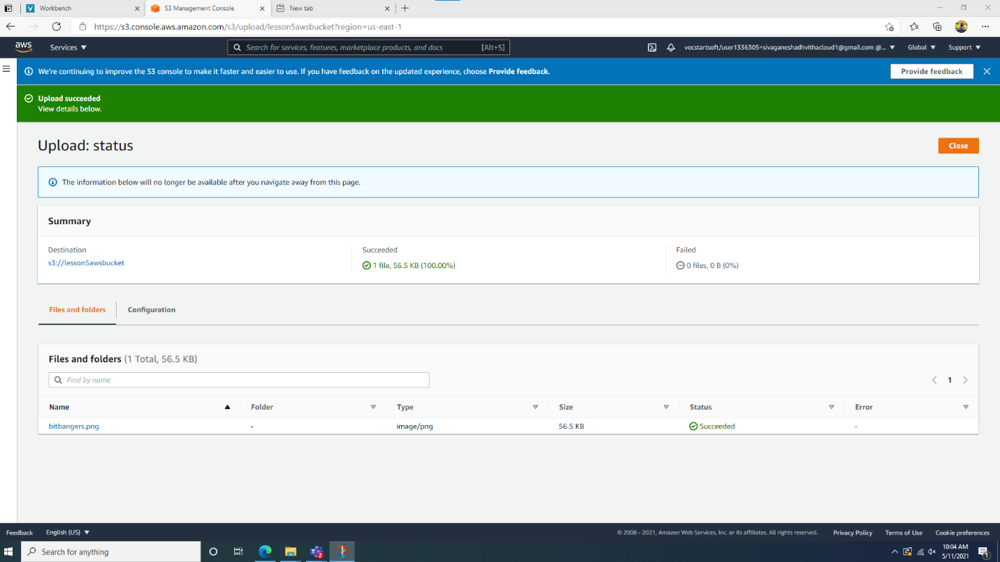 Workbench
S3 Management Console
New tab
https://s3.console.aws.amazon.com/s3/upload/lesson5awsbucket?region=us-east-1
aws
Services
Search for services, features, marketplace products, and docs
[Alt+S]
vocstartsoft/user1336305=sivaganeshadhvithacloud1@gmail.com @...
Global
Support
We're continuing to improve the S3 console to make it faster and easier to use. If you have feedback on the updated experience, choose Provide feedback.
Provide feedback
Upload succeeded
View details below.
Upload: status
Close
The information below will no longer be available after you navigate away from this page.
Summary
Destination
Succeeded
Failed
s3://lesson5awsbucket
1 file, 56.5 KB (100.00%)
0 files, 0 B (0%)
Files and folders
Configuration
Files and folders (1 Total, 56.5 KB)
Find by name
1
Name
Folder
Type
Size
Status
Error
bitbangers.png
-
image/png
56.5 KB
Succeeded
-
Feedback
English (US)
© 2008 - 2021, Amazon Web Services, Inc. or its affiliates. All rights reserved.
Privacy Policy
Terms of Use
Cookie preferences
Search for anything
2
10:04 AM
5/11/2021
1